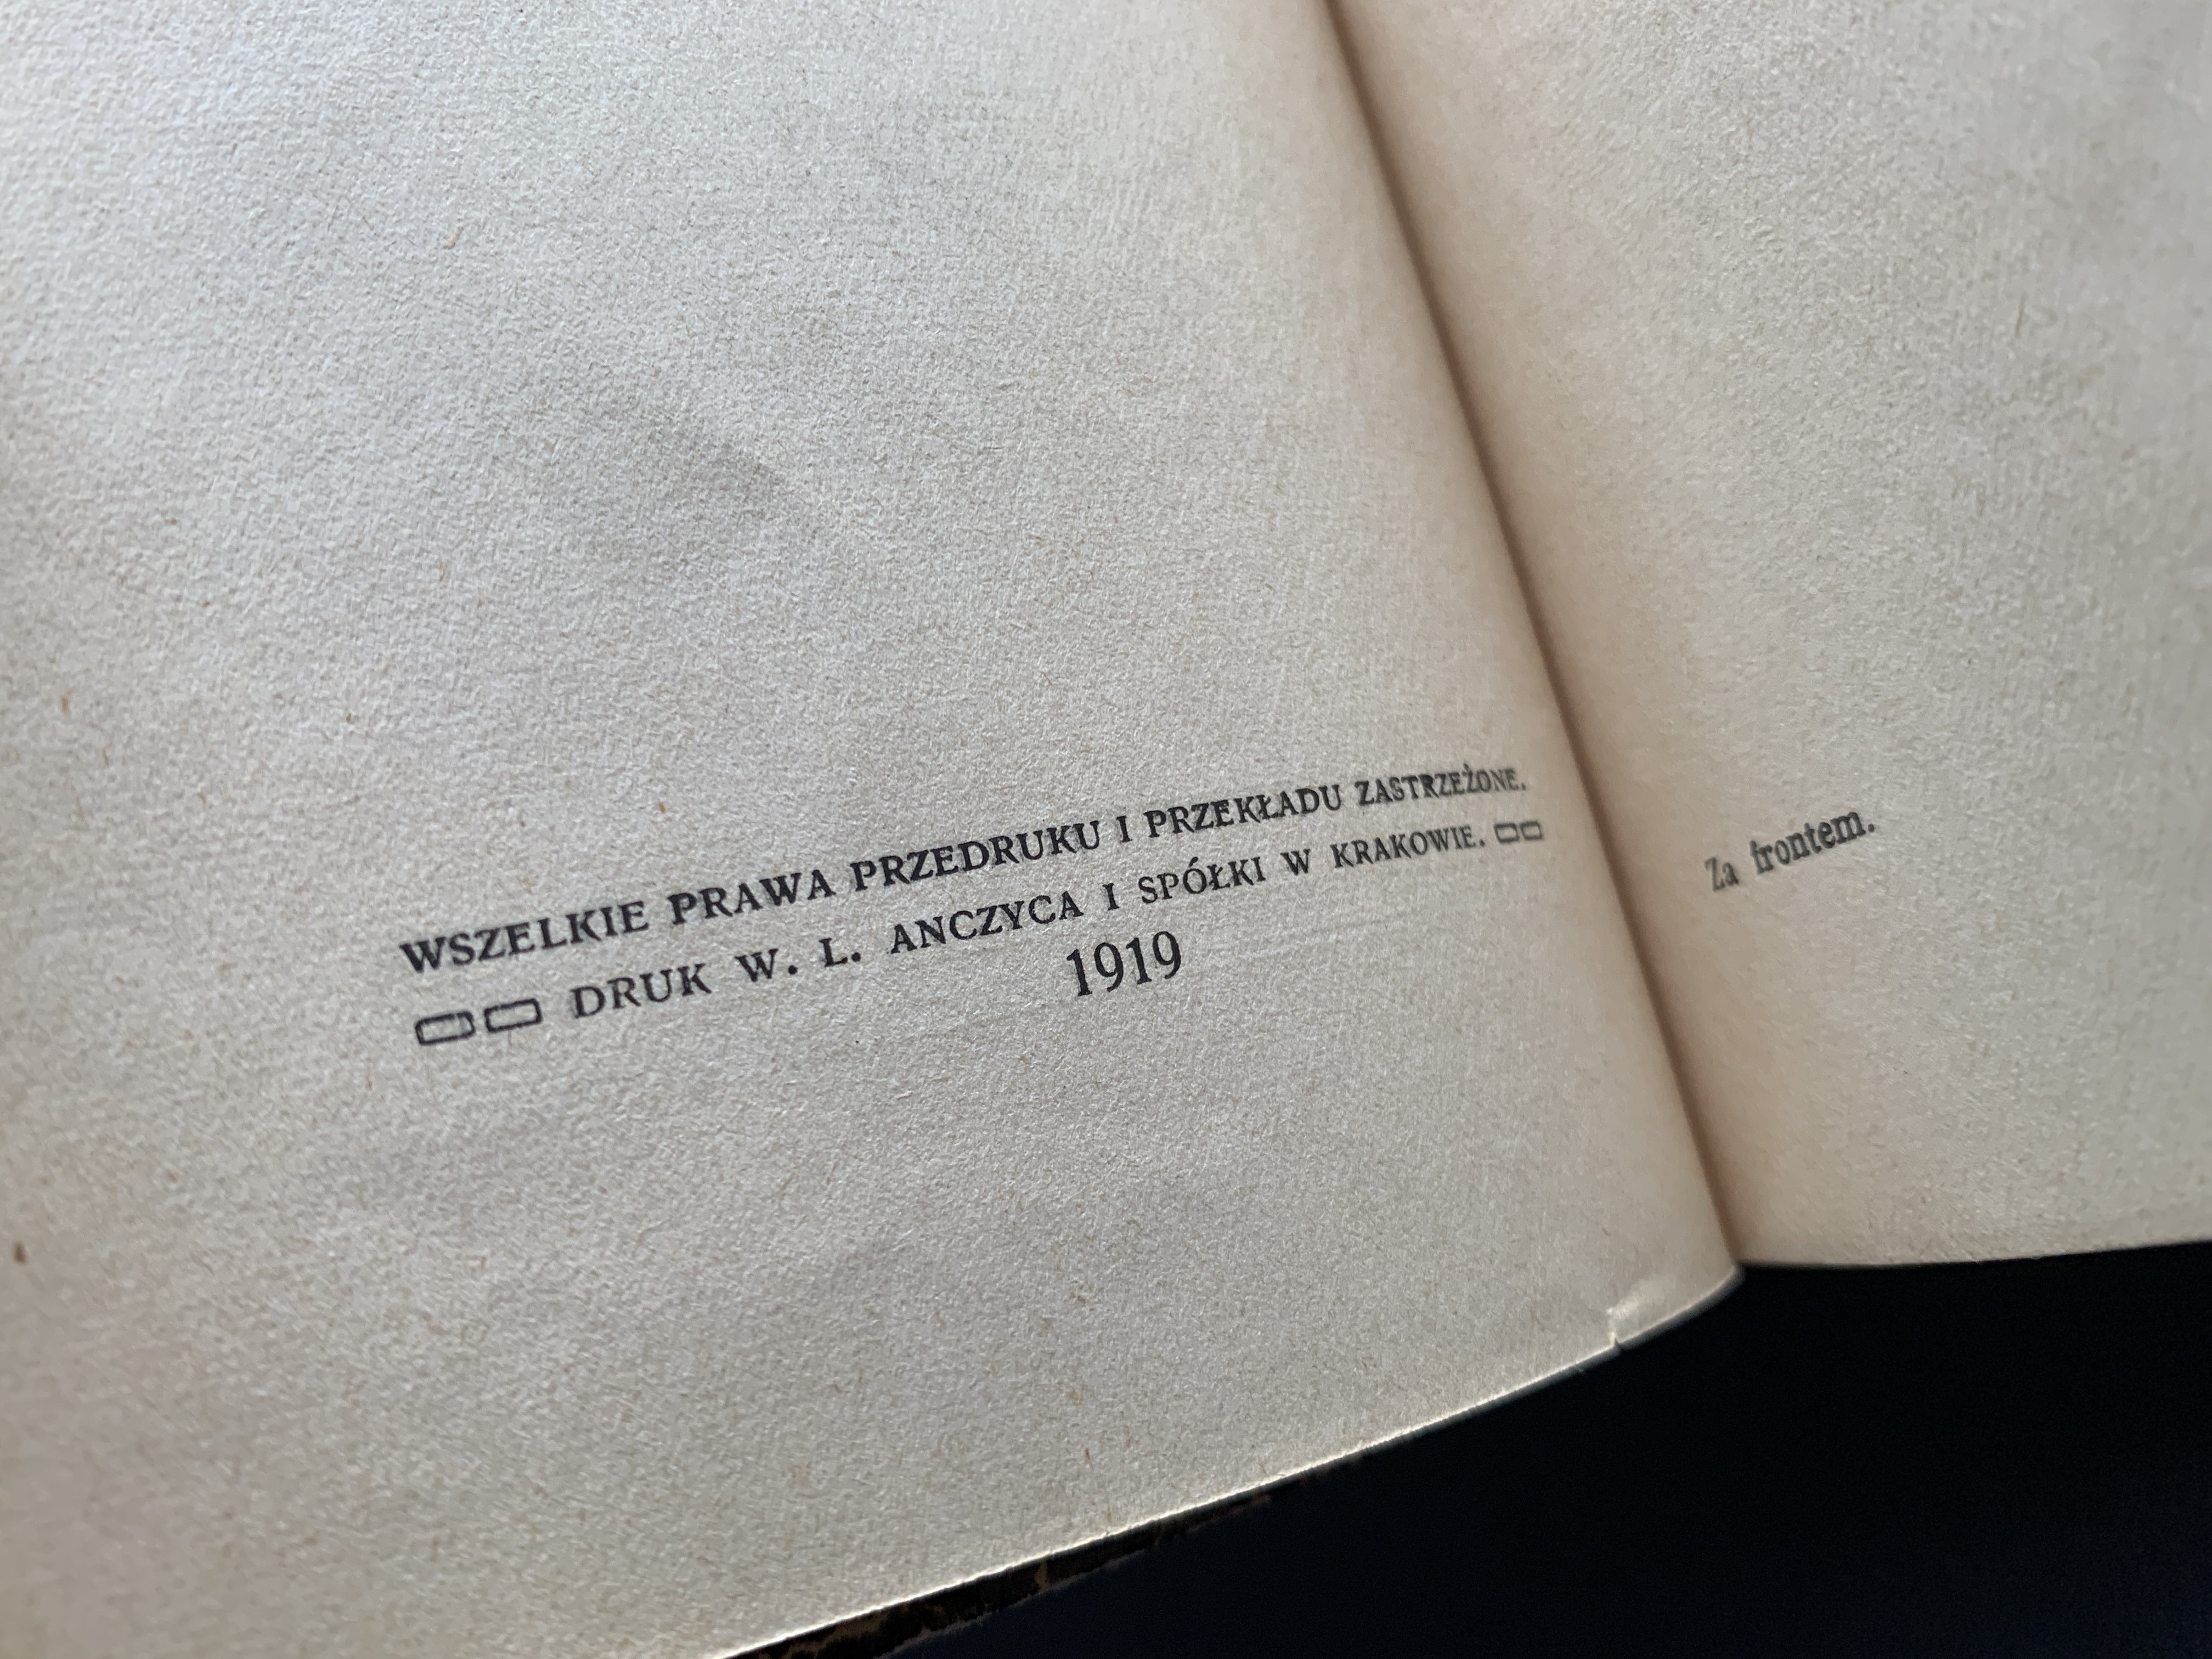 WSZELKIE PRAWA PRZEDRUKU I PRZEKŁADU ZASTRZEŻONE.
DRUK W. L. ANCZYCA I SPÓŁKI W KRAKOWIE.
1919
Za frontem.